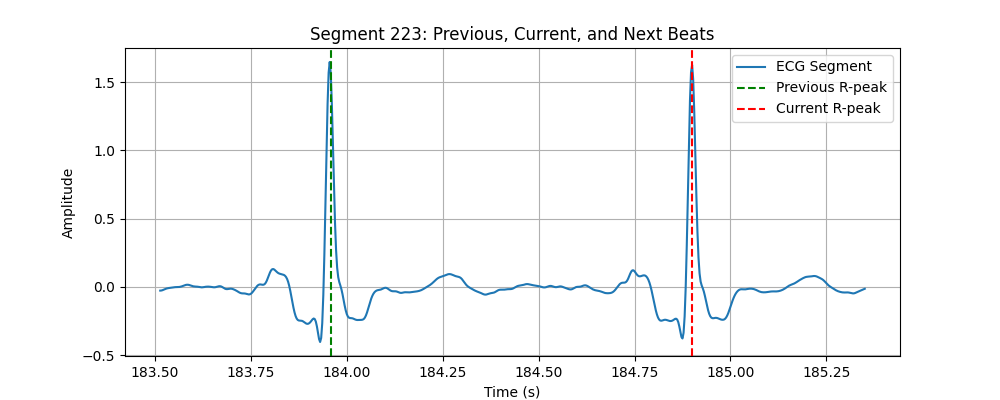 Segment 223: Previous, Current, and Next Beats
ECG Segment
Previous R-peak
Current R-peak
1.5
1.0
0.5
0.0
−0.5
Amplitude
183.50 183.75 184.00 184.25 184.50 184.75 185.00 185.25
Time (s)